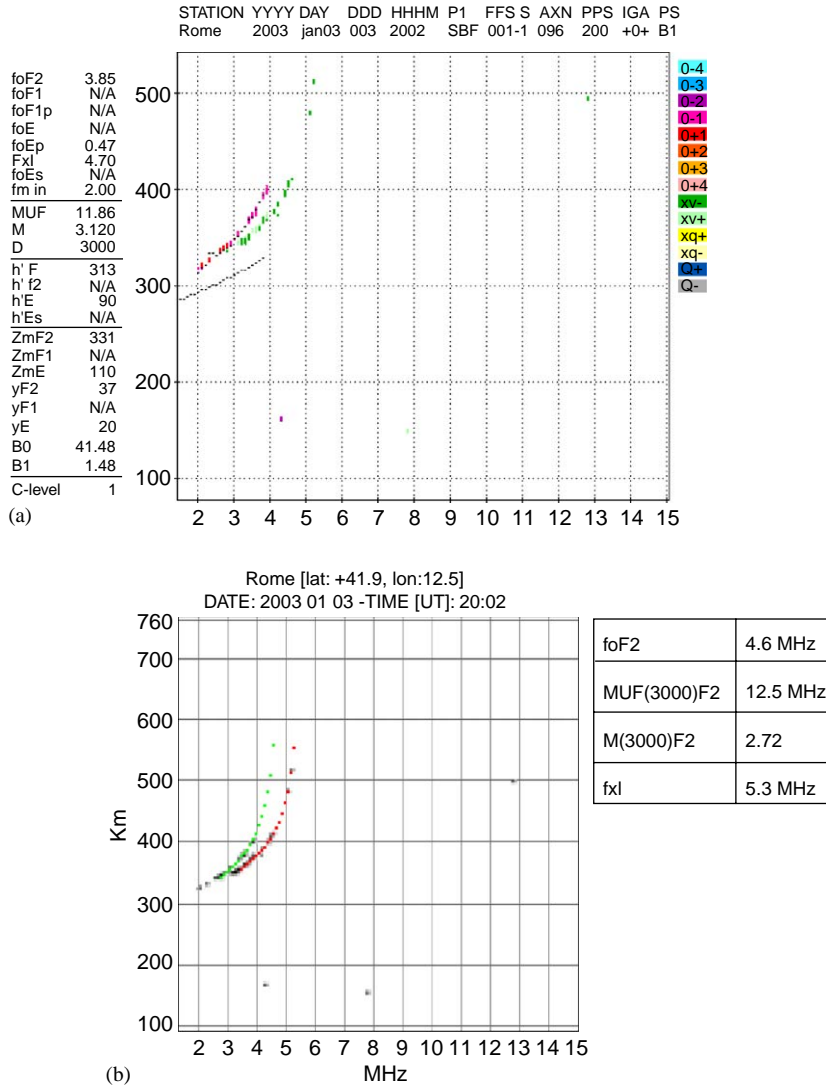 STATION YYYY DAY DDD HHHM P1 FFS S AXN PPS IGA PS
Rome 2003 jan03 003 2002 SBF 001-1 096 200 +0+ B1
foF2 3.85
foF1 N/A
foF1p N/A
foE N/A
foEp 0.47
FxI 4.70
foEs N/A
fm in 2.00
MUF 11.86
M 3.120
D 3000
h' F 313
h' f2 N/A
h'E 90
h'Es N/A
ZmF2 331
ZmF1 N/A
ZmE 110
yF2 37
yF1 N/A
yE 20
B0 41.48
B1 1.48
C-level 1
500
400
300
200
100
2 3 4 5 6 7 8 9 10 11 12 13 14 15
0-4
0-3
0-2
0-1
0+1
0+2
0+3
0+4
xv-
xv+
xq+
xq-
Q+
Q-
(a)
Rome [lat: +41.9, lon:12.5]
DATE: 2003 01 03 -TIME [UT]: 20:02
760
700
600
500
400
300
200
100
Km
2 3 4 5 6 7 8 9 10 11 12 13 14 15
MHz
foF2 4.6 MHz
MUF(3000)F2 12.5 MHz
M(3000)F2 2.72
fxI 5.3 MHz
(b)